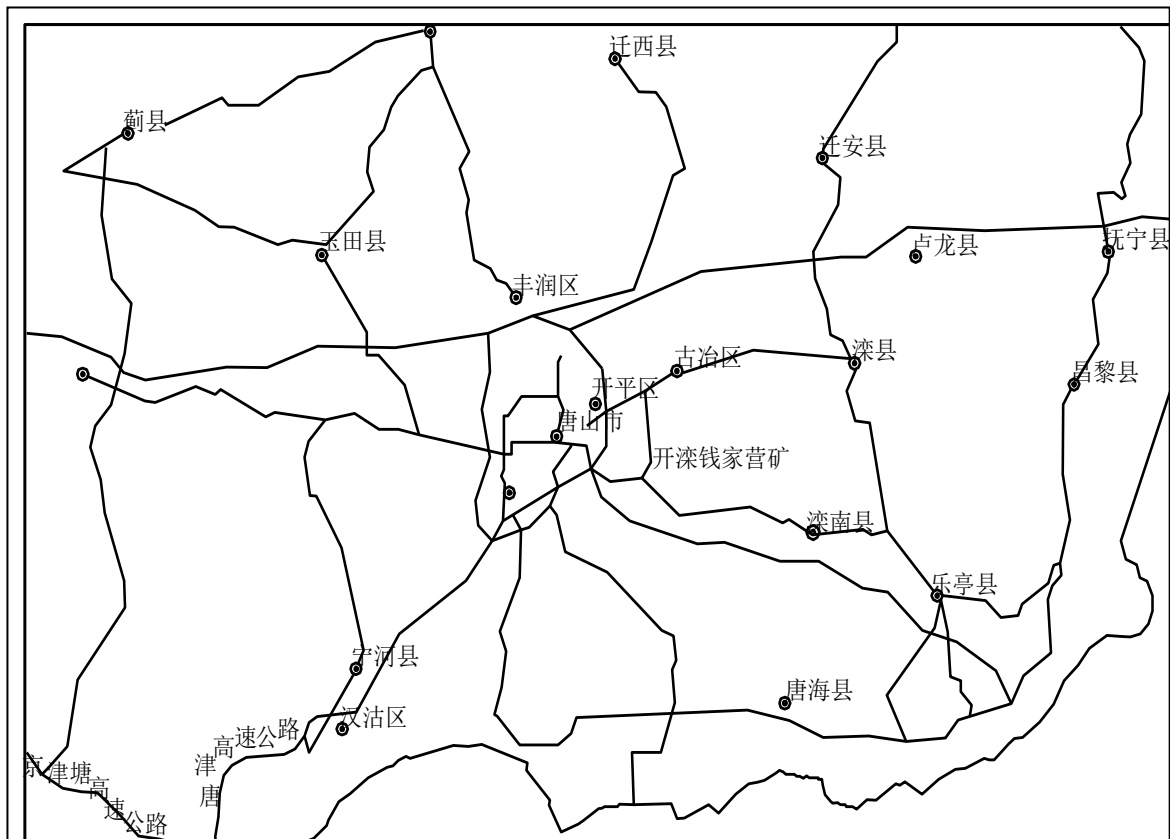 迁西县
蓟县
迁安县
玉田县
卢龙县
抚宁县
丰润区
古冶区
滦县
昌黎县
开平区
唐山市
开滦钱家营矿
滦南县
乐亭县
宁河县
唐海县
汉沽区
津唐高速公路
京津塘高速公路